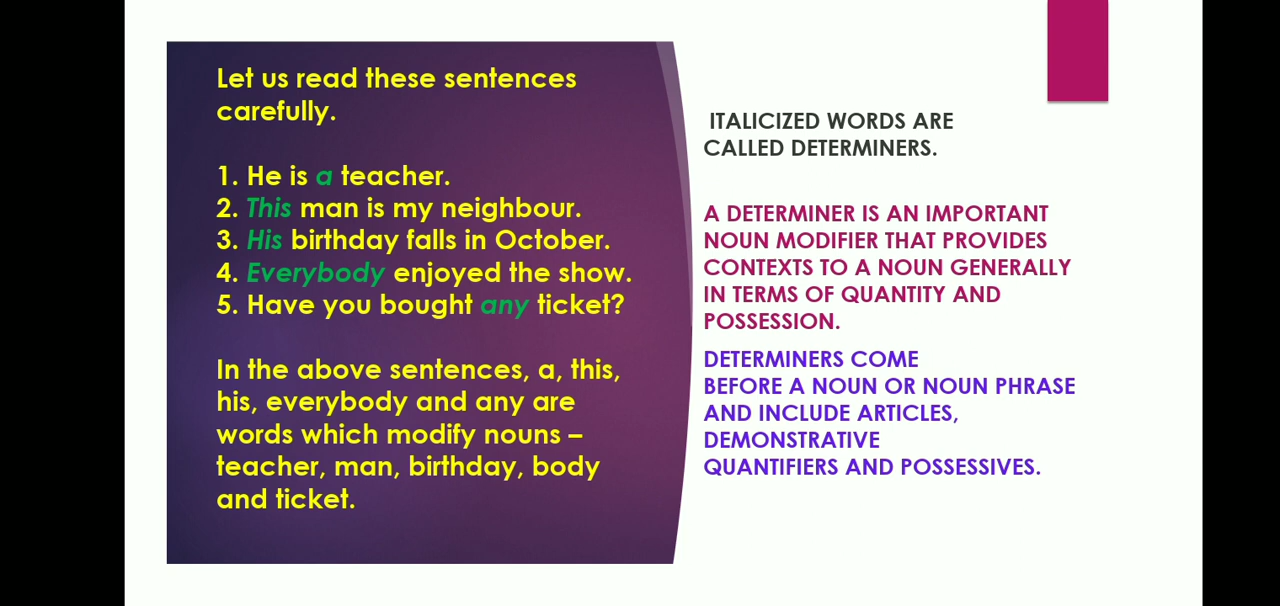 Let us read these sentences
carefully.
1. He is a teacher.
2. This man is my neighbour.
3. His birthday falls in October.
4. Everybody enjoyed the show.
5. Have you bought any ticket?
In the above sentences, a, this,
his, everybody and any are
words which modify nouns –
teacher, man, birthday, body
and ticket.
ITALICIZED WORDS ARE
CALLED DETERMINERS.
A DETERMINER IS AN IMPORTANT
NOUN MODIFIER THAT PROVIDES
CONTEXTS TO A NOUN GENERALLY
IN TERMS OF QUANTITY AND
POSSESSION.
DETERMINERS COME
BEFORE A NOUN OR NOUN PHRASE
AND INCLUDE ARTICLES,
DEMONSTRATIVE
QUANTIFIERS AND POSSESSIVES.